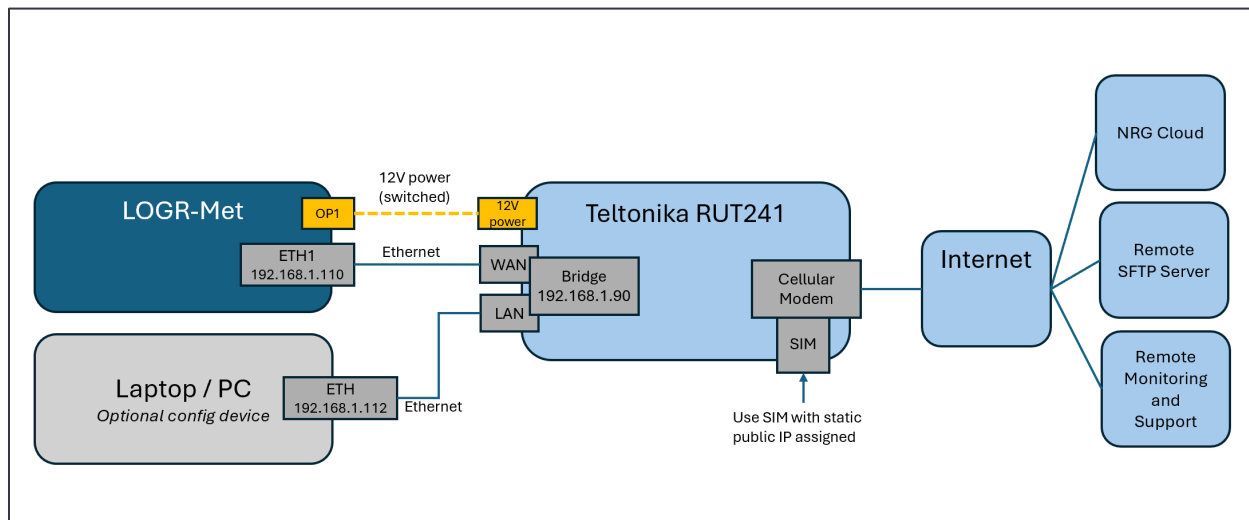 12V power
(switched)
LOGR-Met
OP1
12V
power
Teltonika RUT241
ETH1
192.168.1.110
Ethernet
WAN
Bridge
192.168.1.90
LAN
Cellular
Modem
SIM
Internet
NRG Cloud
Remote
SFTP Server
Remote
Monitoring
and
Support
Laptop / PC
Optional config device
ETH
192.168.1.112
Ethernet
Use SIM with static
public IP assigned